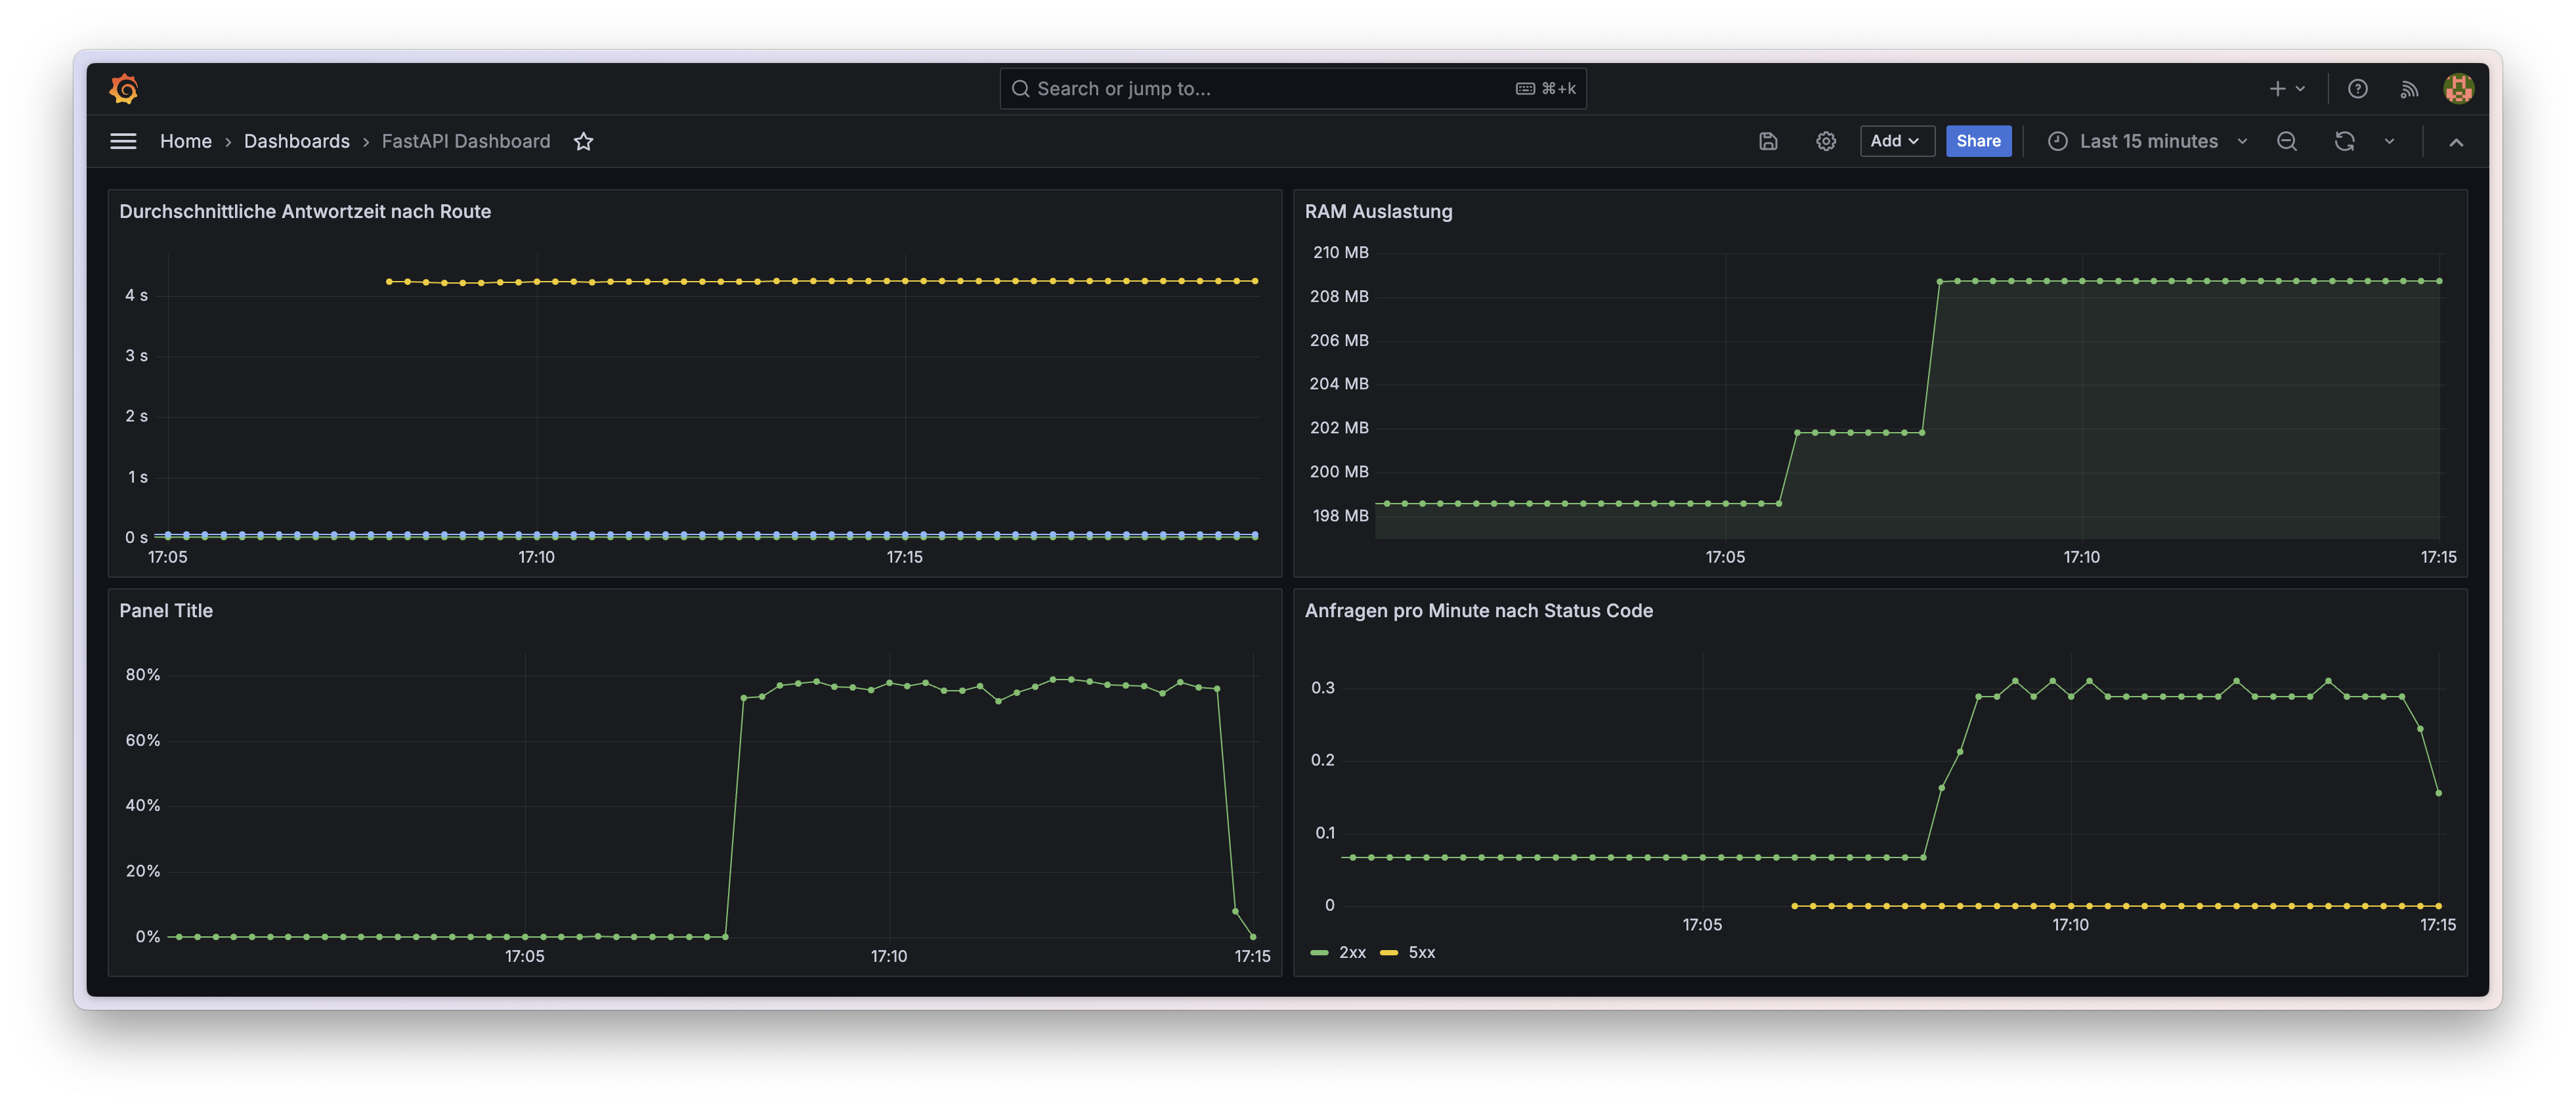 Search or jump to... ⌘+k
Home › Dashboards › FastAPI Dashboard
Add
Share
Last 15 minutes
Durchschnittliche Antwortzeit nach Route
4 s
3 s
2 s
1 s
0 s
17:05 17:10 17:15
RAM Auslastung
210 MB
208 MB
206 MB
204 MB
202 MB
200 MB
198 MB
17:05 17:10 17:15
Panel Title
80%
60%
40%
20%
0%
17:05 17:10 17:15
Anfragen pro Minute nach Status Code
0.3
0.2
0.1
0
17:05 17:10 17:15
2xx 5xx